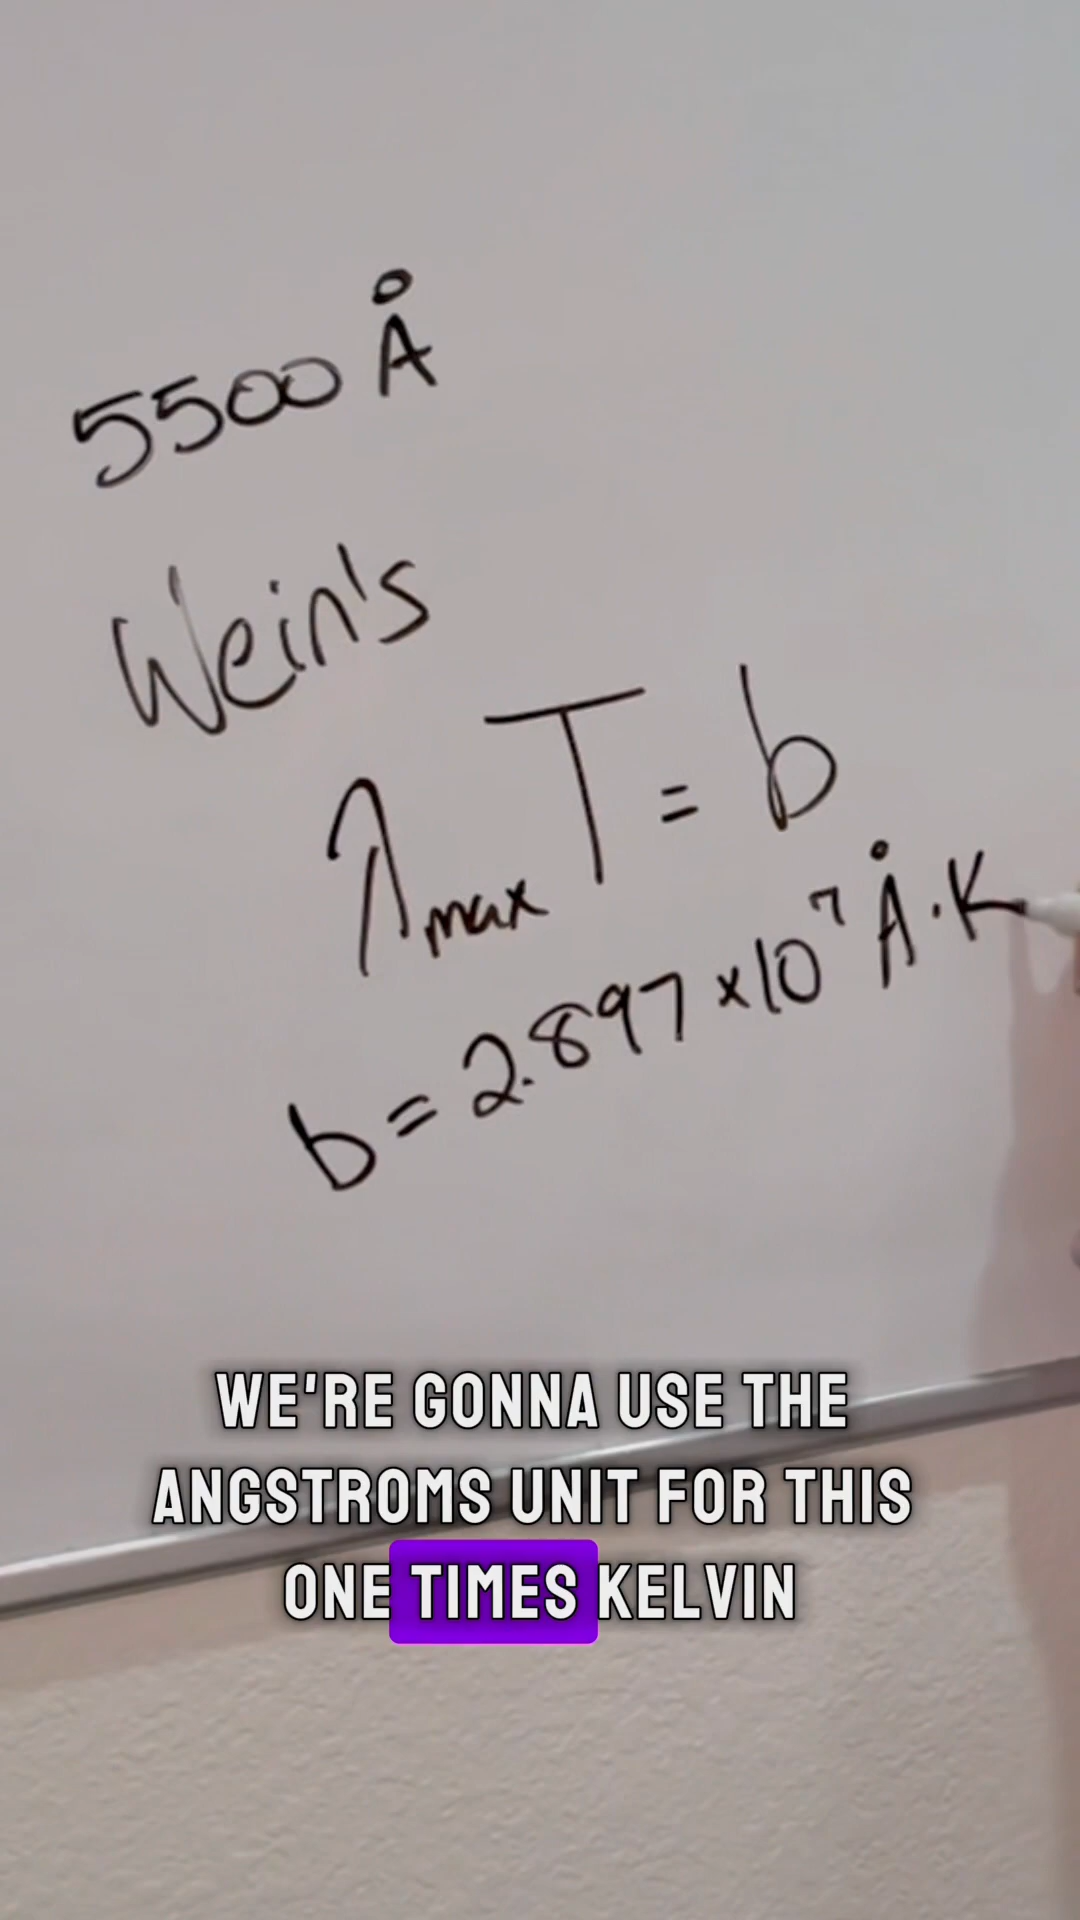 5500 Å
Wein's
λmax T = b
b = 2.897 × 10⁷ Å · K
WE'RE GONNA USE THE
ANGSTROMS UNIT FOR THIS
ONE TIMES KELVIN